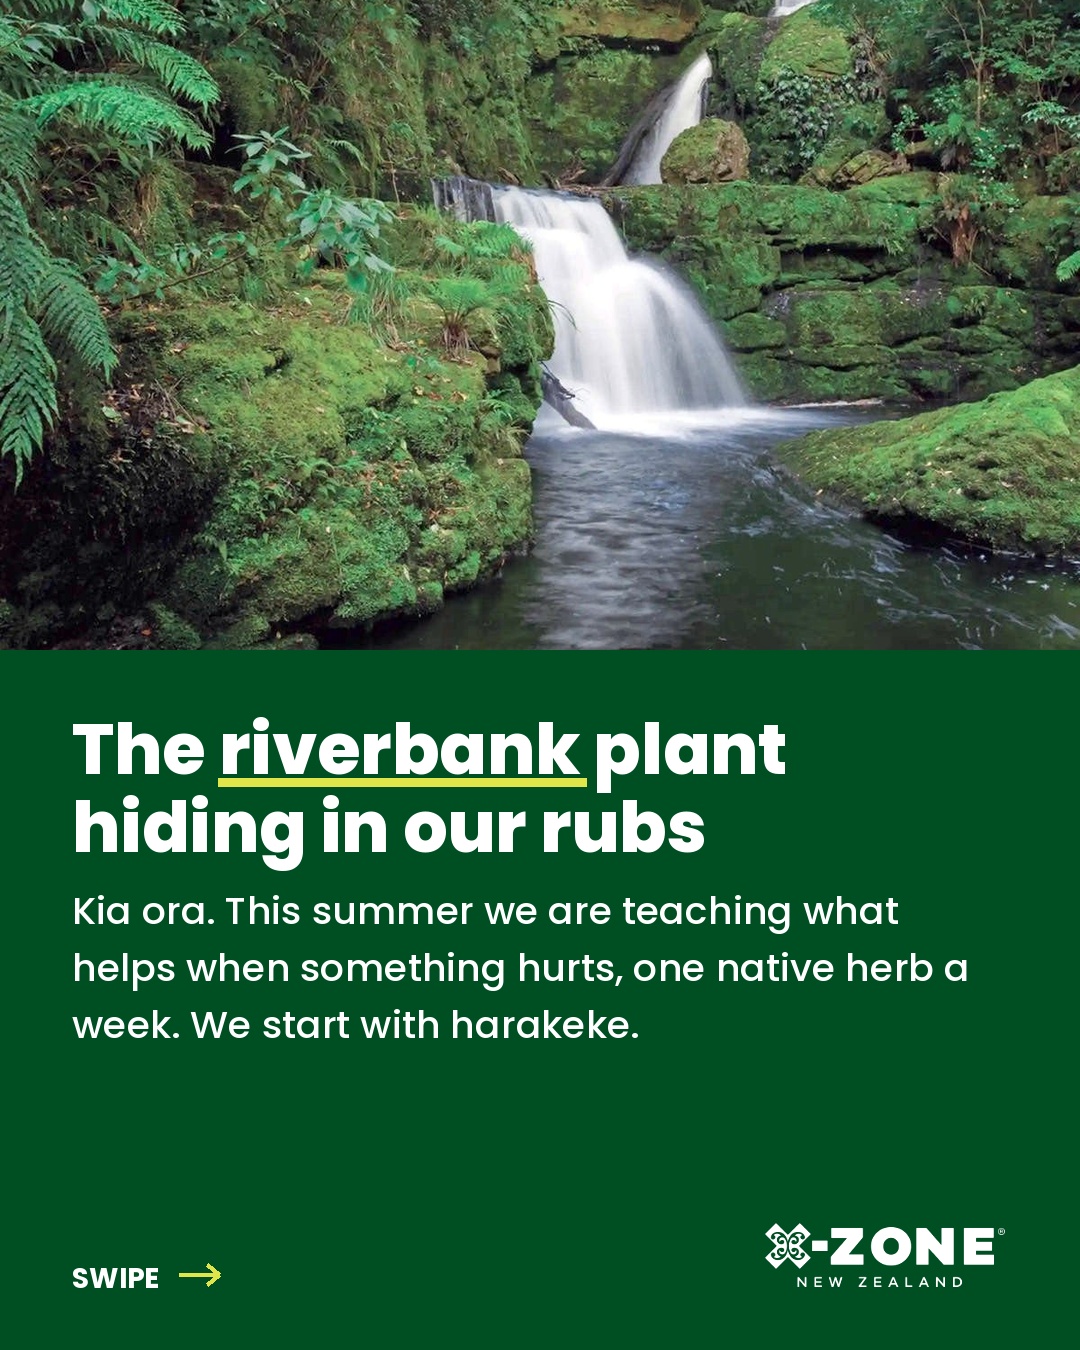 The riverbank plant
hiding in our rubs
Kia ora. This summer we are teaching what
helps when something hurts, one native herb a
week. We start with harakeke.
SWIPE
X-ZONE®
NEW ZEALAND